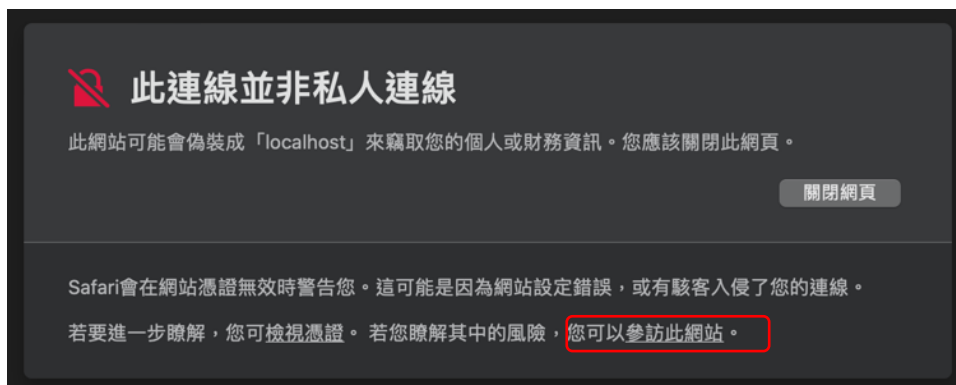 此連線並非私人連線
此網站可能會偽裝成「localhost」來竊取您的個人或財務資訊。您應該關閉此網頁。
關閉網頁
Safari會在網站憑證無效時警告您。這可能是因為網站設定錯誤，或有駭客入侵了您的連線。
若要進一步瞭解，您可檢視憑證。 若您瞭解其中的風險，您可以參訪此網站。